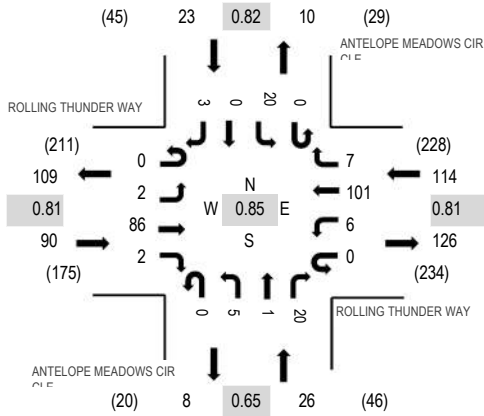 (45) 23 0.82 10 (29)
ANTELOPE MEADOWS CIR
CLE
ROLLING THUNDER WAY
3 0 20 0
(211) 0 7 (228)
109 2 N 101 114
0.81 W 0.85 E 0.81
90 86 S 6 126
(175) 2 0 (234)
0 5 1 20
ROLLING THUNDER WAY
ANTELOPE MEADOWS CIR
CLE
(20) 8 0.65 26 (46)